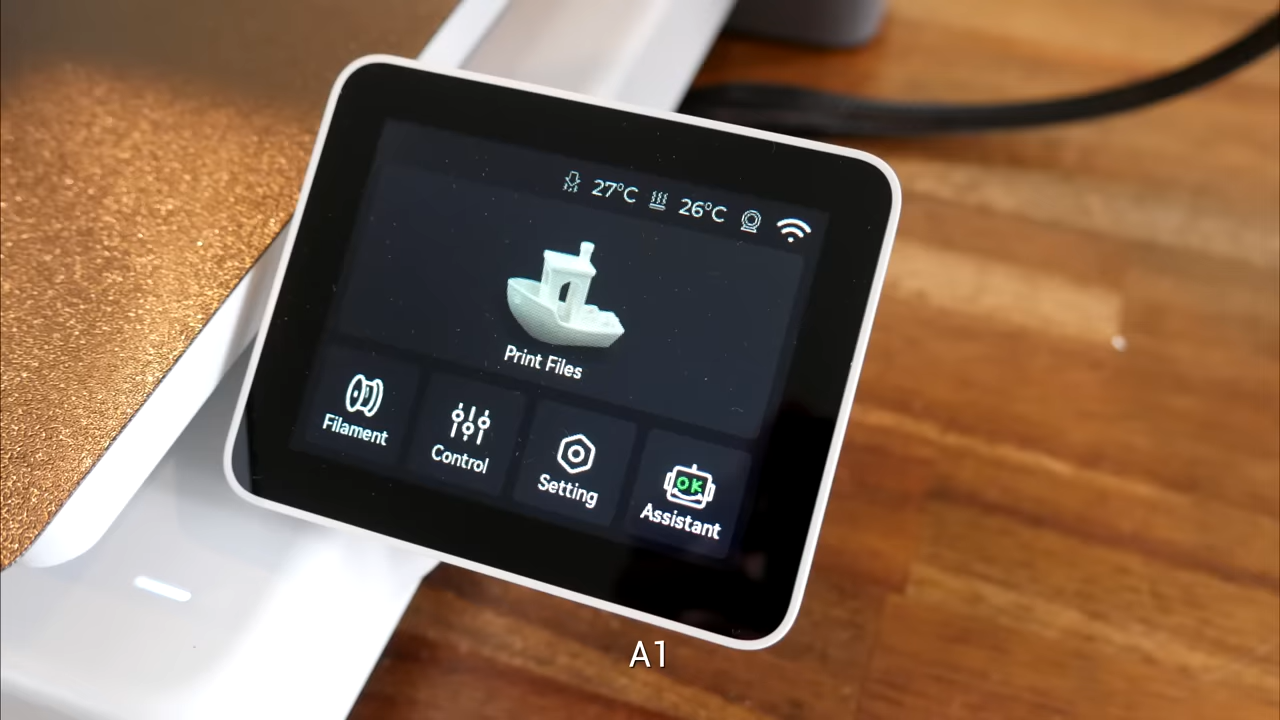 27°C 26°C
Print Files
Filament
Control
Setting
OK
Assistant
A1